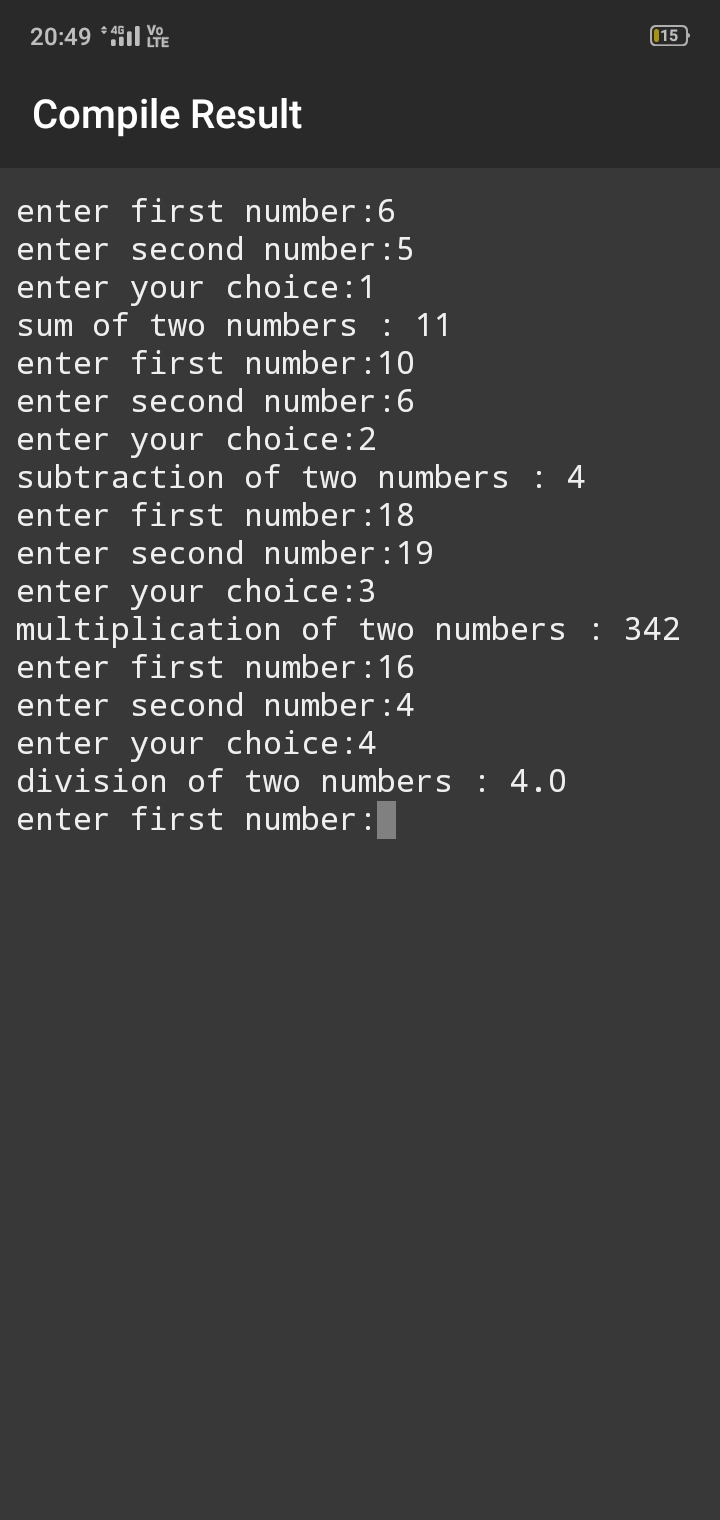 20:49 4G Vo LTE 15
Compile Result
enter first number:6
enter second number:5
enter your choice:1
sum of two numbers : 11
enter first number:10
enter second number:6
enter your choice:2
subtraction of two numbers : 4
enter first number:18
enter second number:19
enter your choice:3
multiplication of two numbers : 342
enter first number:16
enter second number:4
enter your choice:4
division of two numbers : 4.0
enter first number: